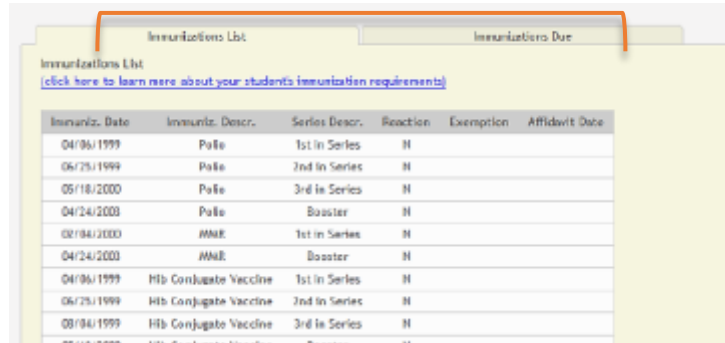 Immunizations List Immunizations Due
Immunizations List
(click here to learn more about your student's immunization requirements)
Immuniz. Date Immuniz. Descr. Series Descr. Reaction Exemption Affidavit Date
04/06/1999 Polio 1st in Series N
06/25/1999 Polio 2nd in Series N
05/18/2000 Polio 3rd in Series N
04/24/2003 Polio Booster N
02/04/2000 MMR 1st in Series N
04/24/2003 MMR Booster N
04/06/1999 Hib Conjugate Vaccine 1st in Series N
06/25/1999 Hib Conjugate Vaccine 2nd in Series N
08/04/1999 Hib Conjugate Vaccine 3rd in Series N